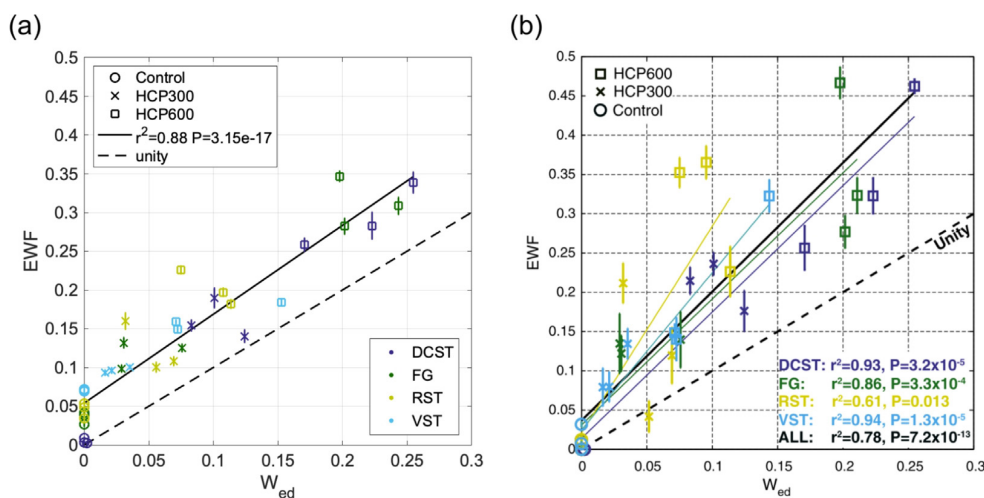 (a)
0.5
0.45
0.4
0.35
0.3
0.25
0.2
0.15
0.1
0.05
0
EWF
Control
HCP300
HCP600
r²=0.88 P=3.15e-17
unity
DCST
FG
RST
VST
0 0.05 0.1 0.15 0.2 0.25 0.3
W_ed
(b)
0.5
0.45
0.4
0.35
0.3
0.25
0.2
0.15
0.1
0.05
0
EWF
HCP600
HCP300
Control
Unity
DCST: r²=0.93, P=3.2x10⁻⁵
FG: r²=0.86, P=3.3x10⁻⁴
RST: r²=0.61, P=0.013
VST: r²=0.94, P=1.3x10⁻⁵
ALL: r²=0.78, P=7.2x10⁻¹³
0 0.05 0.1 0.15 0.2 0.25 0.3
W_ed